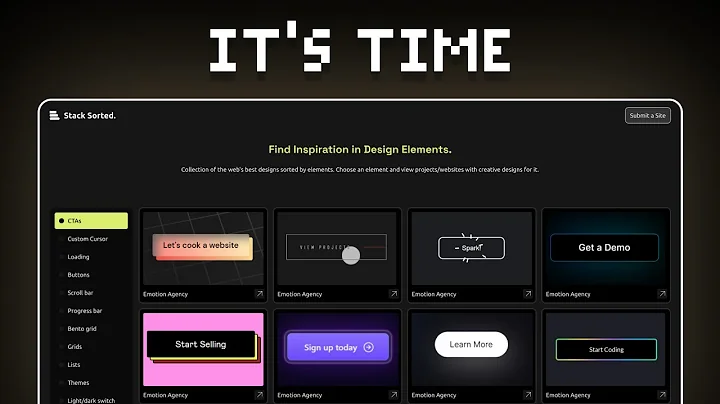 IT'S TIME
Stack Sorted.
Submit a Site
Find Inspiration in Design Elements.
Collection of the web's best designs sorted by elements. Choose an element and view projects/websites with creative designs for it.
CTAs
Custom Cursor
Loading
Buttons
Scroll bar
Progress bar
Bento grid
Grids
Lists
Themes
Light/dark switch
Let's cook a website
Emotion Agency
VIEW PROJECT
Emotion Agency
Spark!
Emotion Agency
Get a Demo
Emotion Agency
Start Selling
Emotion Agency
Sign up today
Emotion Agency
Learn More
Emotion Agency
Start Coding
Emotion Agency